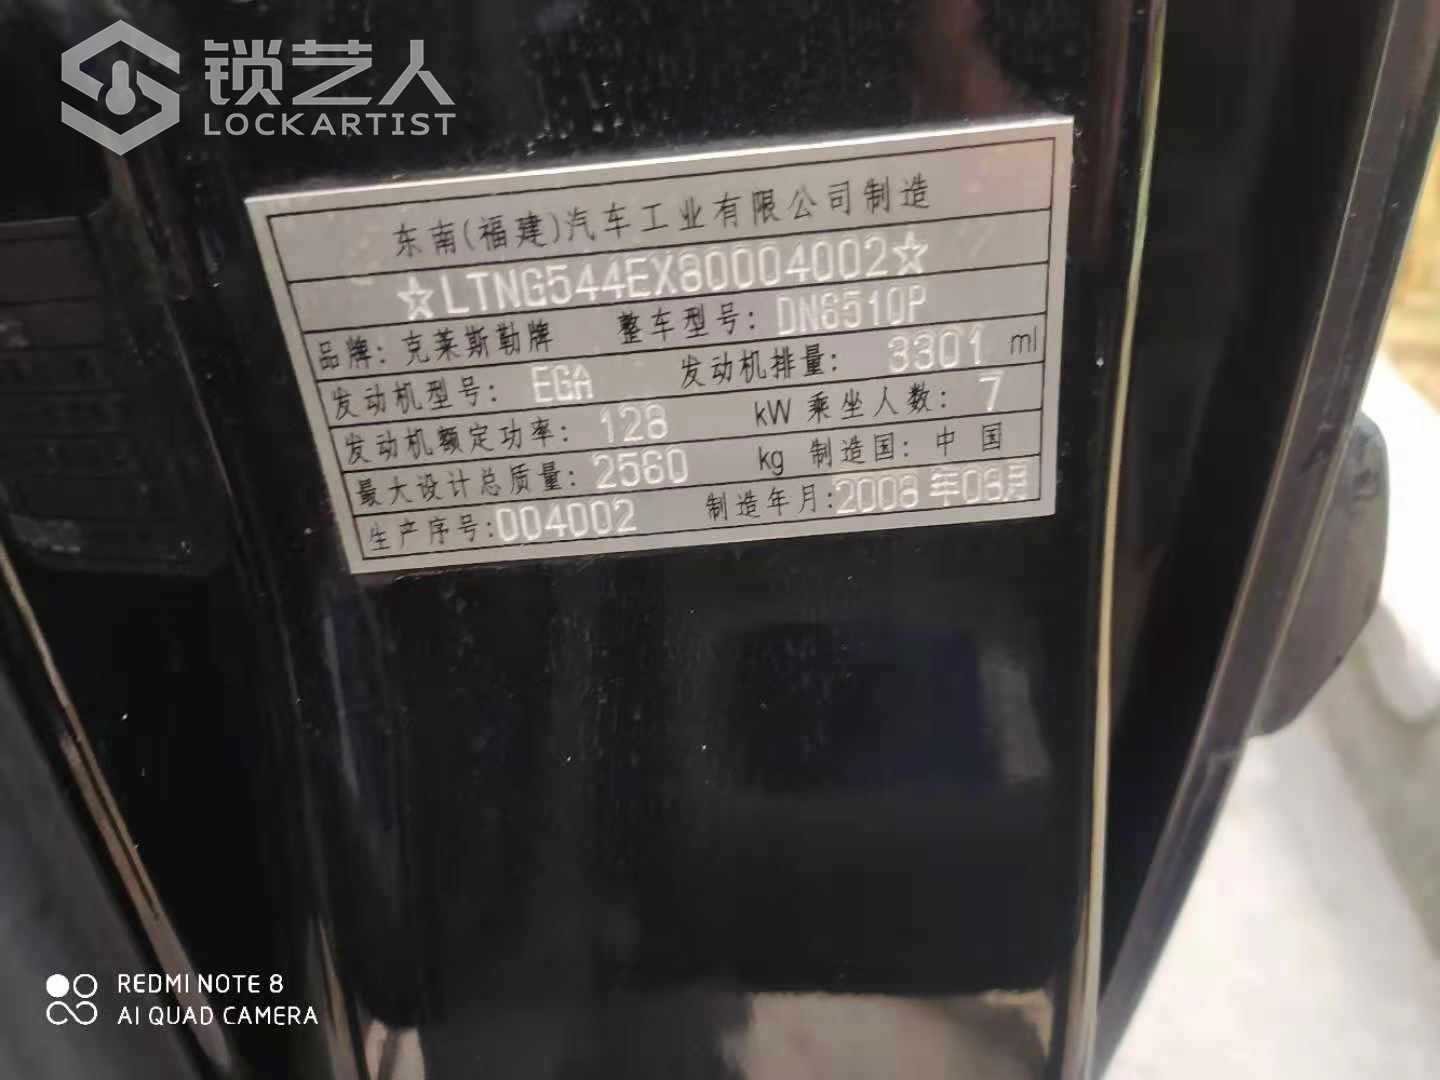 锁艺人
LOCKARTIST
东南(福建)汽车工业有限公司制造
☆LTNG544EX80004002☆
品牌: 克莱斯勒牌 整车型号: DN6510P
发动机型号: EGA 发动机排量: 3301 ml
发动机额定功率: 128 kW 乘坐人数: 7
最大设计总质量: 2560 kg 制造国: 中国
生产序号: 004002 制造年月: 2008年08月
REDMI NOTE 8
AI QUAD CAMERA